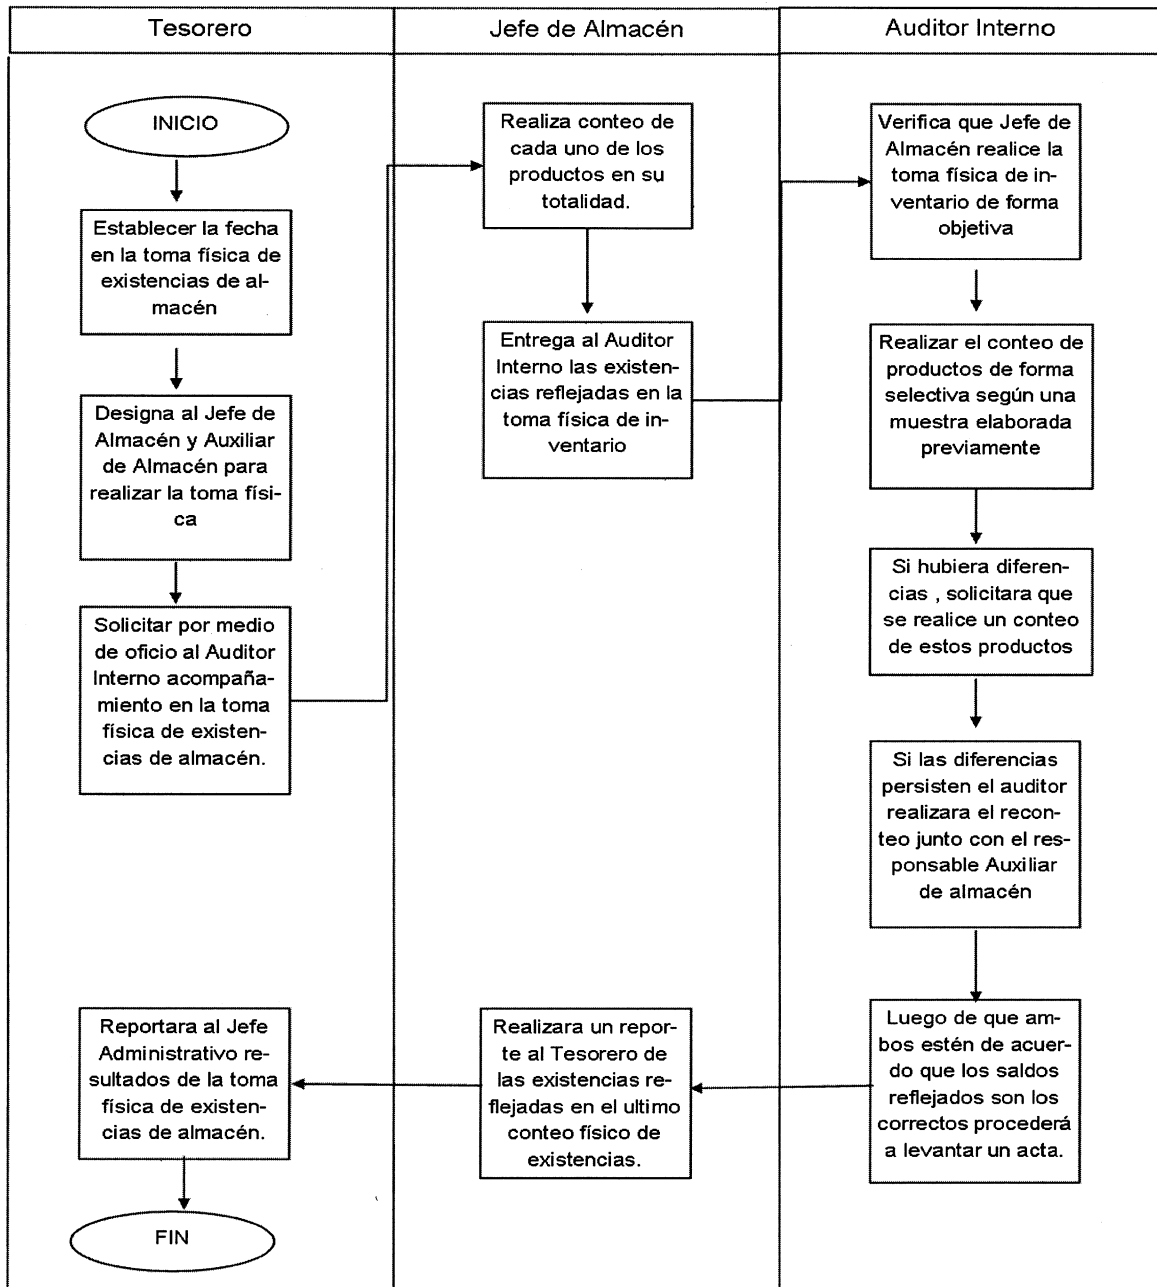 Tesorero
Jefe de Almacén
Auditor Interno
INICIO
Establecer la fecha
en la toma física de
existencias de al-
macén
Designa al Jefe de
Almacén y Auxiliar
de Almacén para
realizar la toma físi-
ca
Solicitar por medio
de oficio al Auditor
Interno acompaña-
miento en la toma
física de existen-
cias de almacén.
Realiza conteo de
cada uno de los
productos en su
totalidad.
Entrega al Auditor
Interno las existen-
cias reflejadas en la
toma física de in-
ventario
Verifica que Jefe de
Almacén realice la
toma física de in-
ventario de forma
objetiva
Realizar el conteo de
productos de forma
selectiva según una
muestra elaborada
previamente
Si hubiera diferen-
cias , solicitara que
se realice un conteo
de estos productos
Si las diferencias
persisten el auditor
realizara el recon-
teo junto con el res-
ponsable Auxiliar
de almacén
Luego de que am-
bos estén de acuer-
do que los saldos
reflejados son los
correctos procederá
a levantar un acta.
Realizara un repor-
te al Tesorero de
las existencias re-
flejadas en el ultimo
conteo físico de
existencias.
Reportara al Jefe
Administrativo re-
sultados de la toma
física de existen-
cias de almacén.
FIN